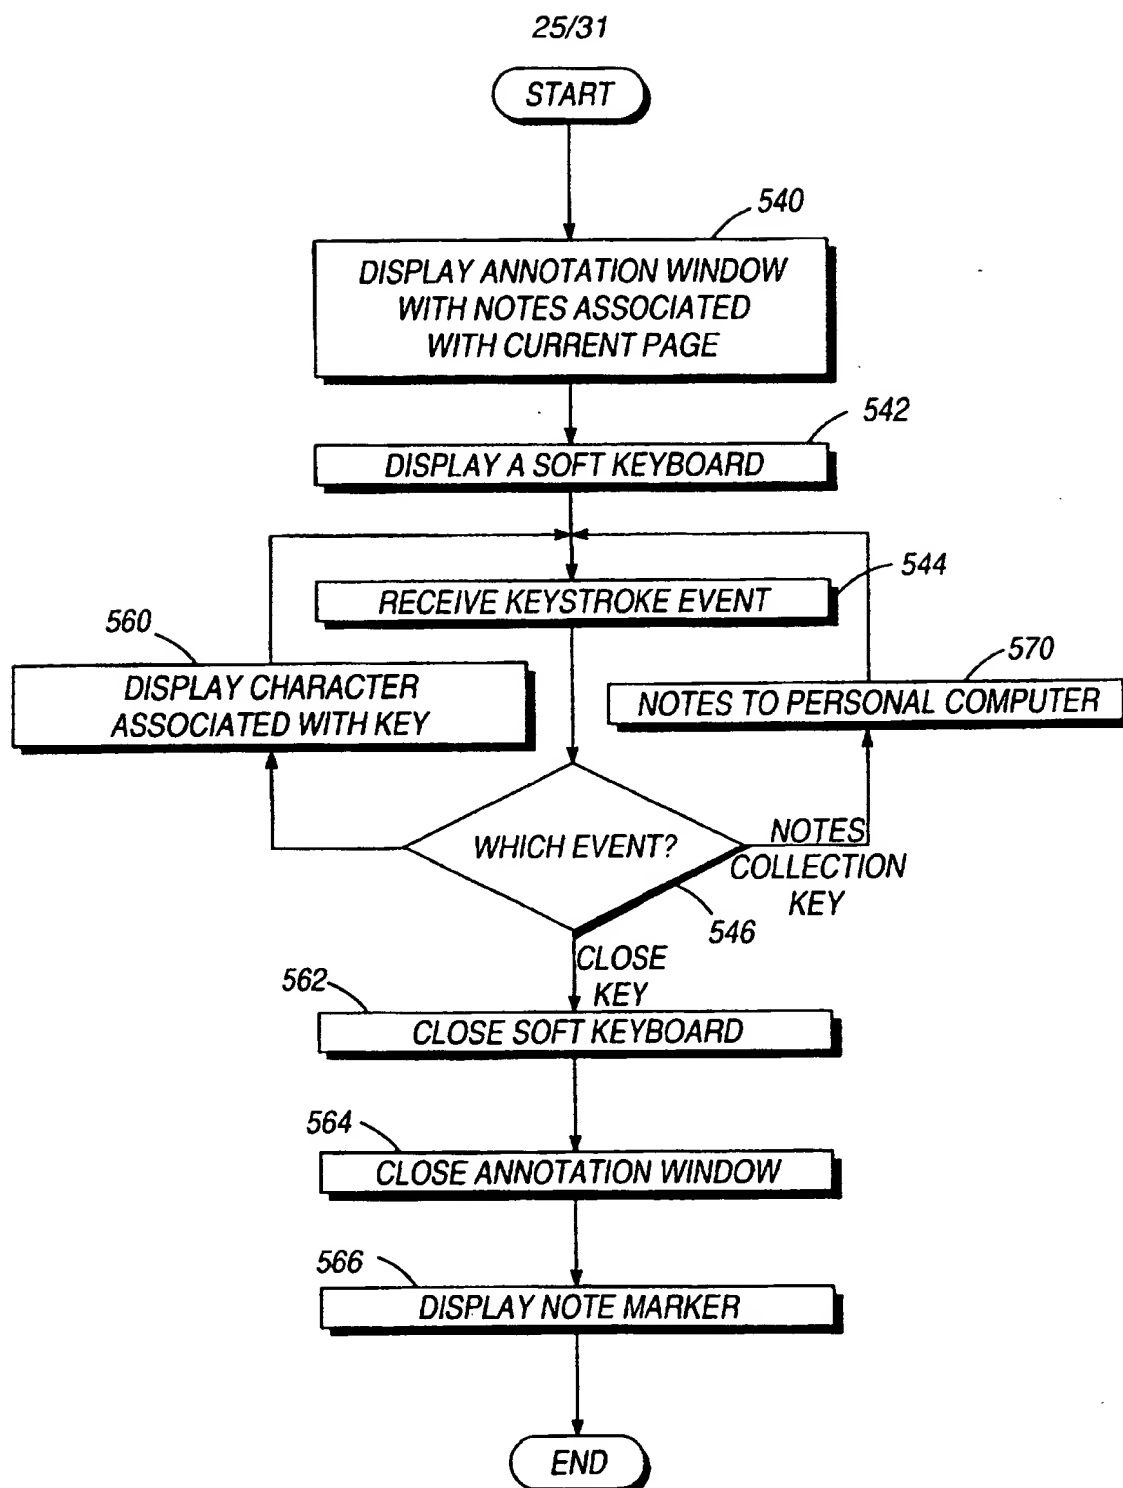 25/31
START
540
DISPLAY ANNOTATION WINDOW
WITH NOTES ASSOCIATED
WITH CURRENT PAGE
542
DISPLAY A SOFT KEYBOARD
544
RECEIVE KEYSTROKE EVENT
560
DISPLAY CHARACTER
ASSOCIATED WITH KEY
570
NOTES TO PERSONAL COMPUTER
WHICH EVENT?
NOTES
COLLECTION
KEY
546
CLOSE
KEY
562
CLOSE SOFT KEYBOARD
564
CLOSE ANNOTATION WINDOW
566
DISPLAY NOTE MARKER
END